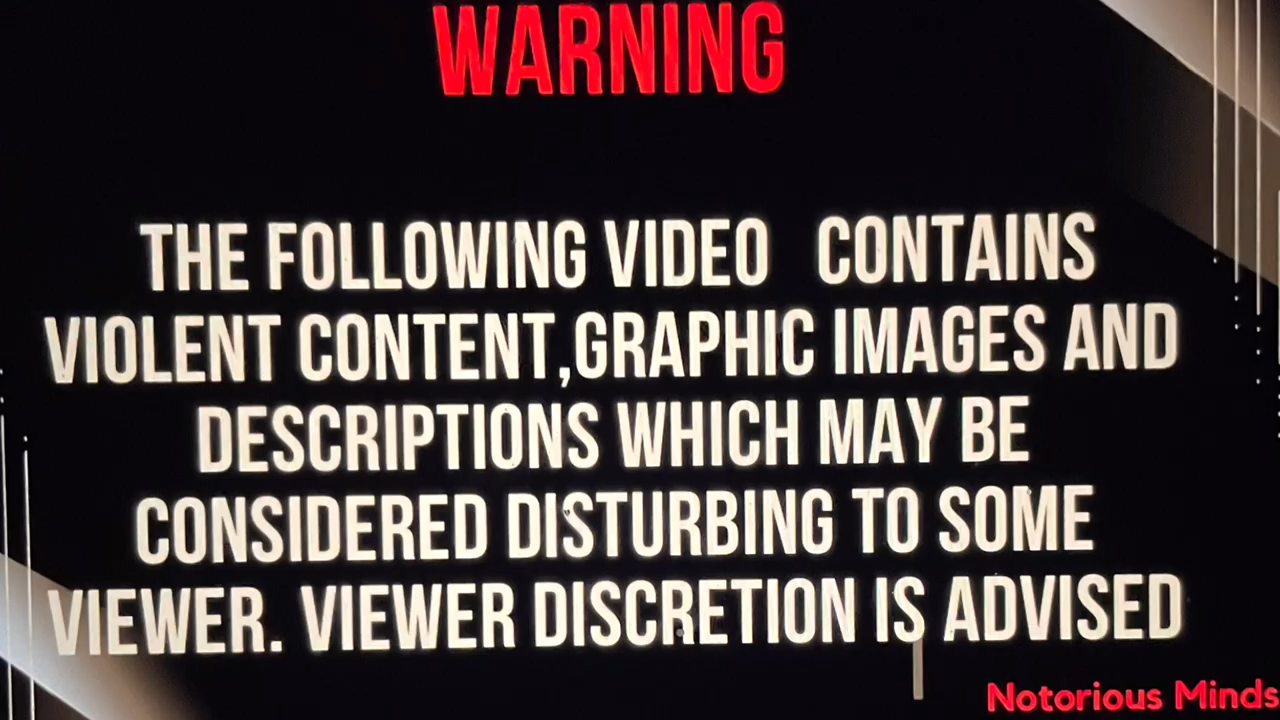 WARNING
THE FOLLOWING VIDEO CONTAINS
VIOLENT CONTENT,GRAPHIC IMAGES AND
DESCRIPTIONS WHICH MAY BE
CONSIDERED DISTURBING TO SOME
VIEWER. VIEWER DISCRETION IS ADVISED
Notorious Minds